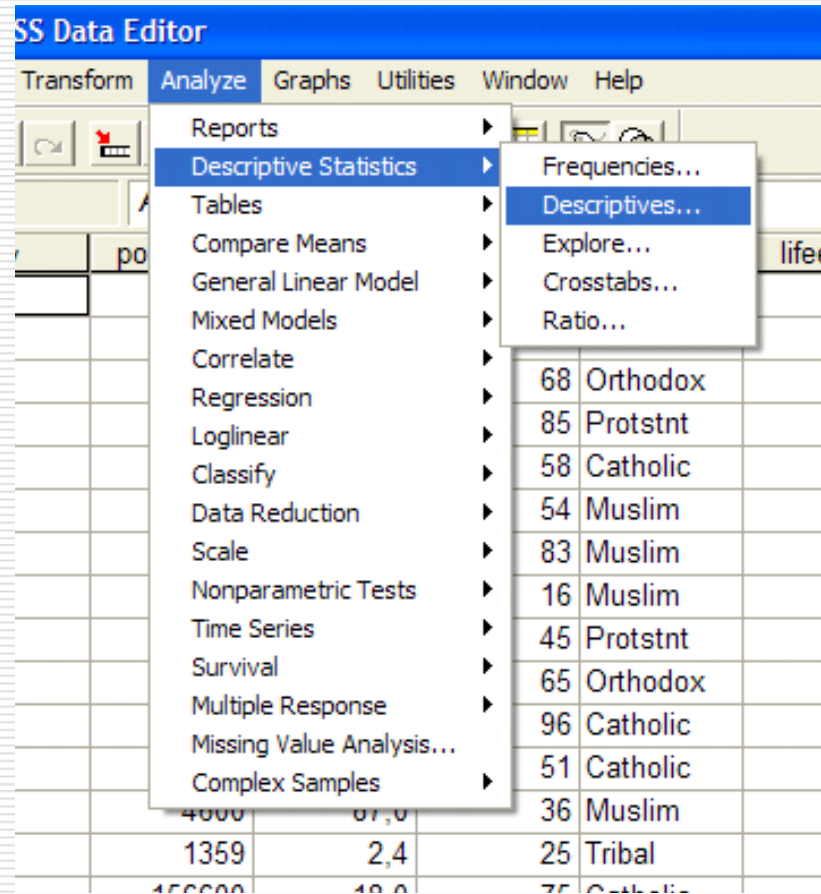 SS Data Editor
Transform Analyze Graphs Utilities Window Help
Reports
Descriptive Statistics
Tables
Compare Means
General Linear Model
Mixed Models
Correlate
Regression
Loglinear
Classify
Data Reduction
Scale
Nonparametric Tests
Time Series
Survival
Multiple Response
Missing Value Analysis...
Complex Samples
Frequencies...
Descriptives...
Explore...
Crosstabs...
Ratio...
po
lifee
68 Orthodox
85 Protstnt
58 Catholic
54 Muslim
83 Muslim
16 Muslim
45 Protstnt
65 Orthodox
96 Catholic
51 Catholic
36 Muslim
1359 2,4 25 Tribal